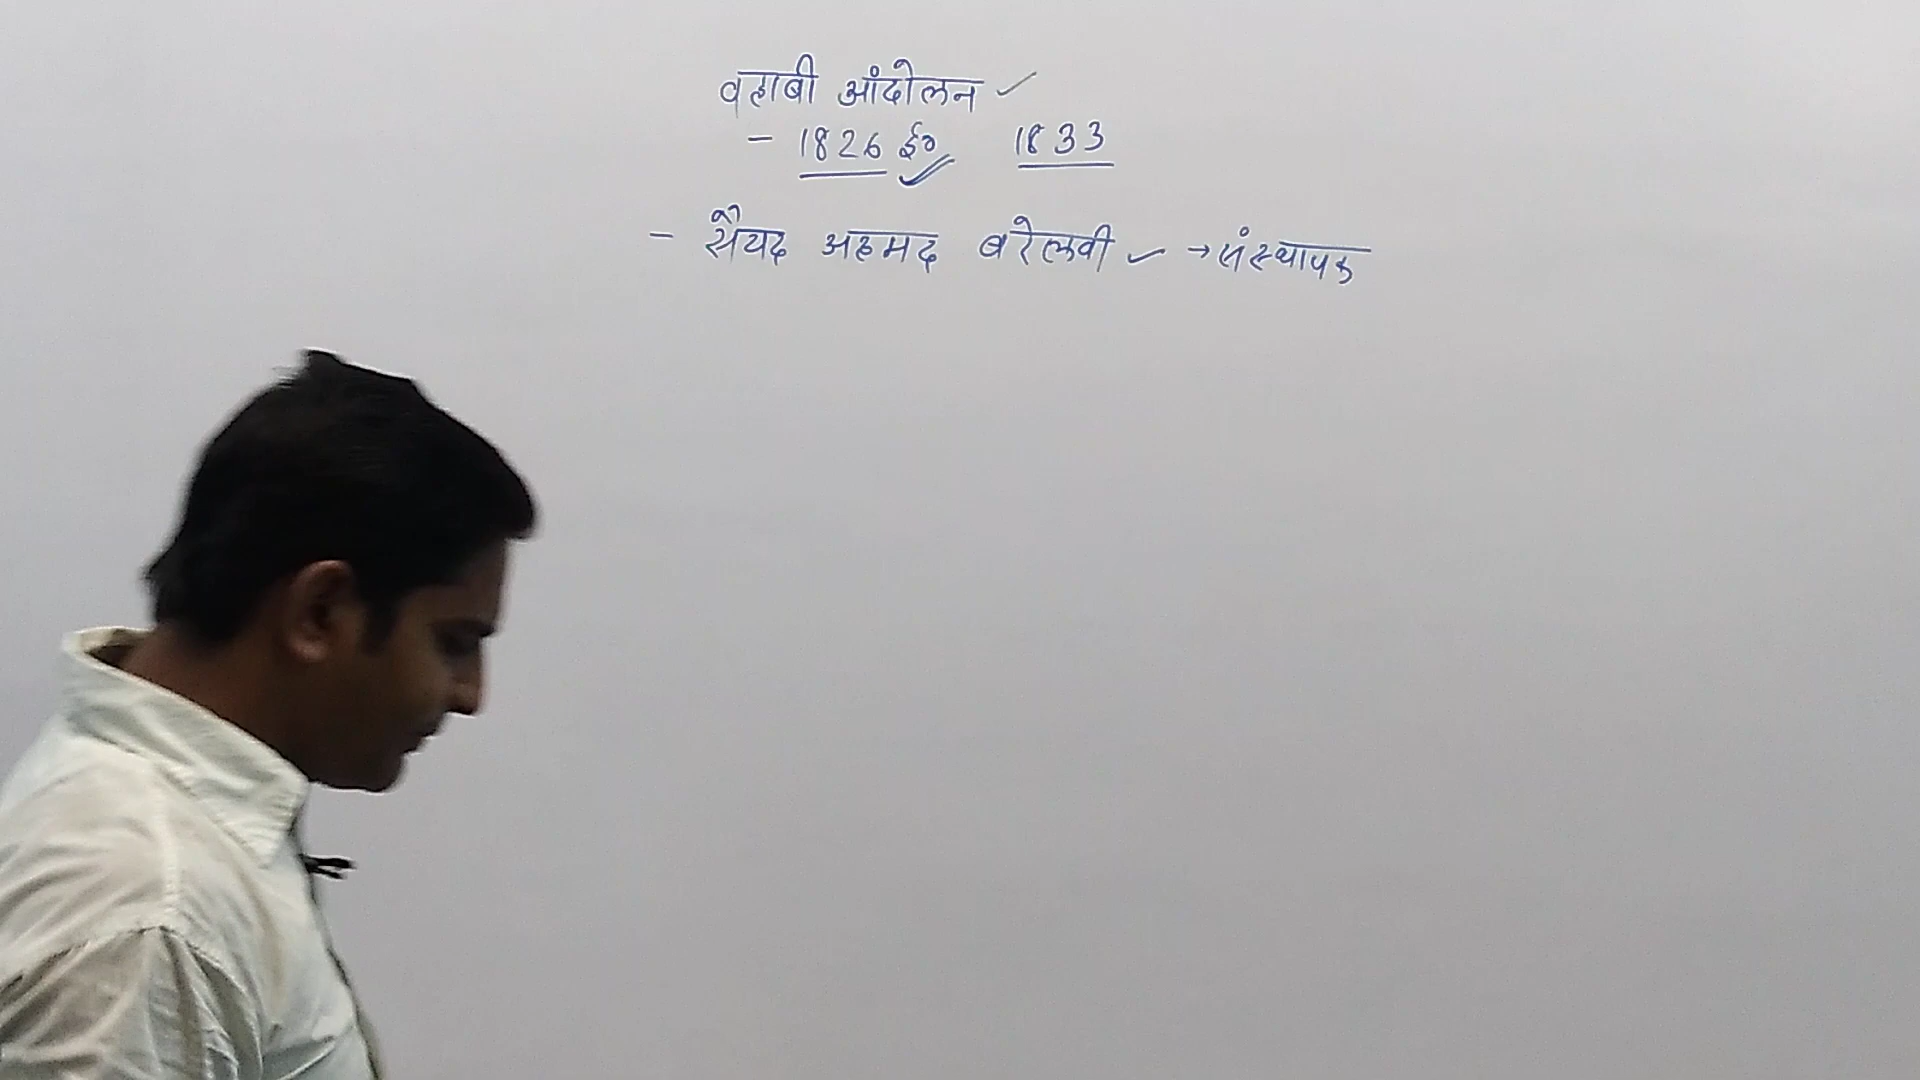 वहाबी आंदोलन
- 1826 ई० 1833
- सैयद अहमद बरेलवी → संस्थापक